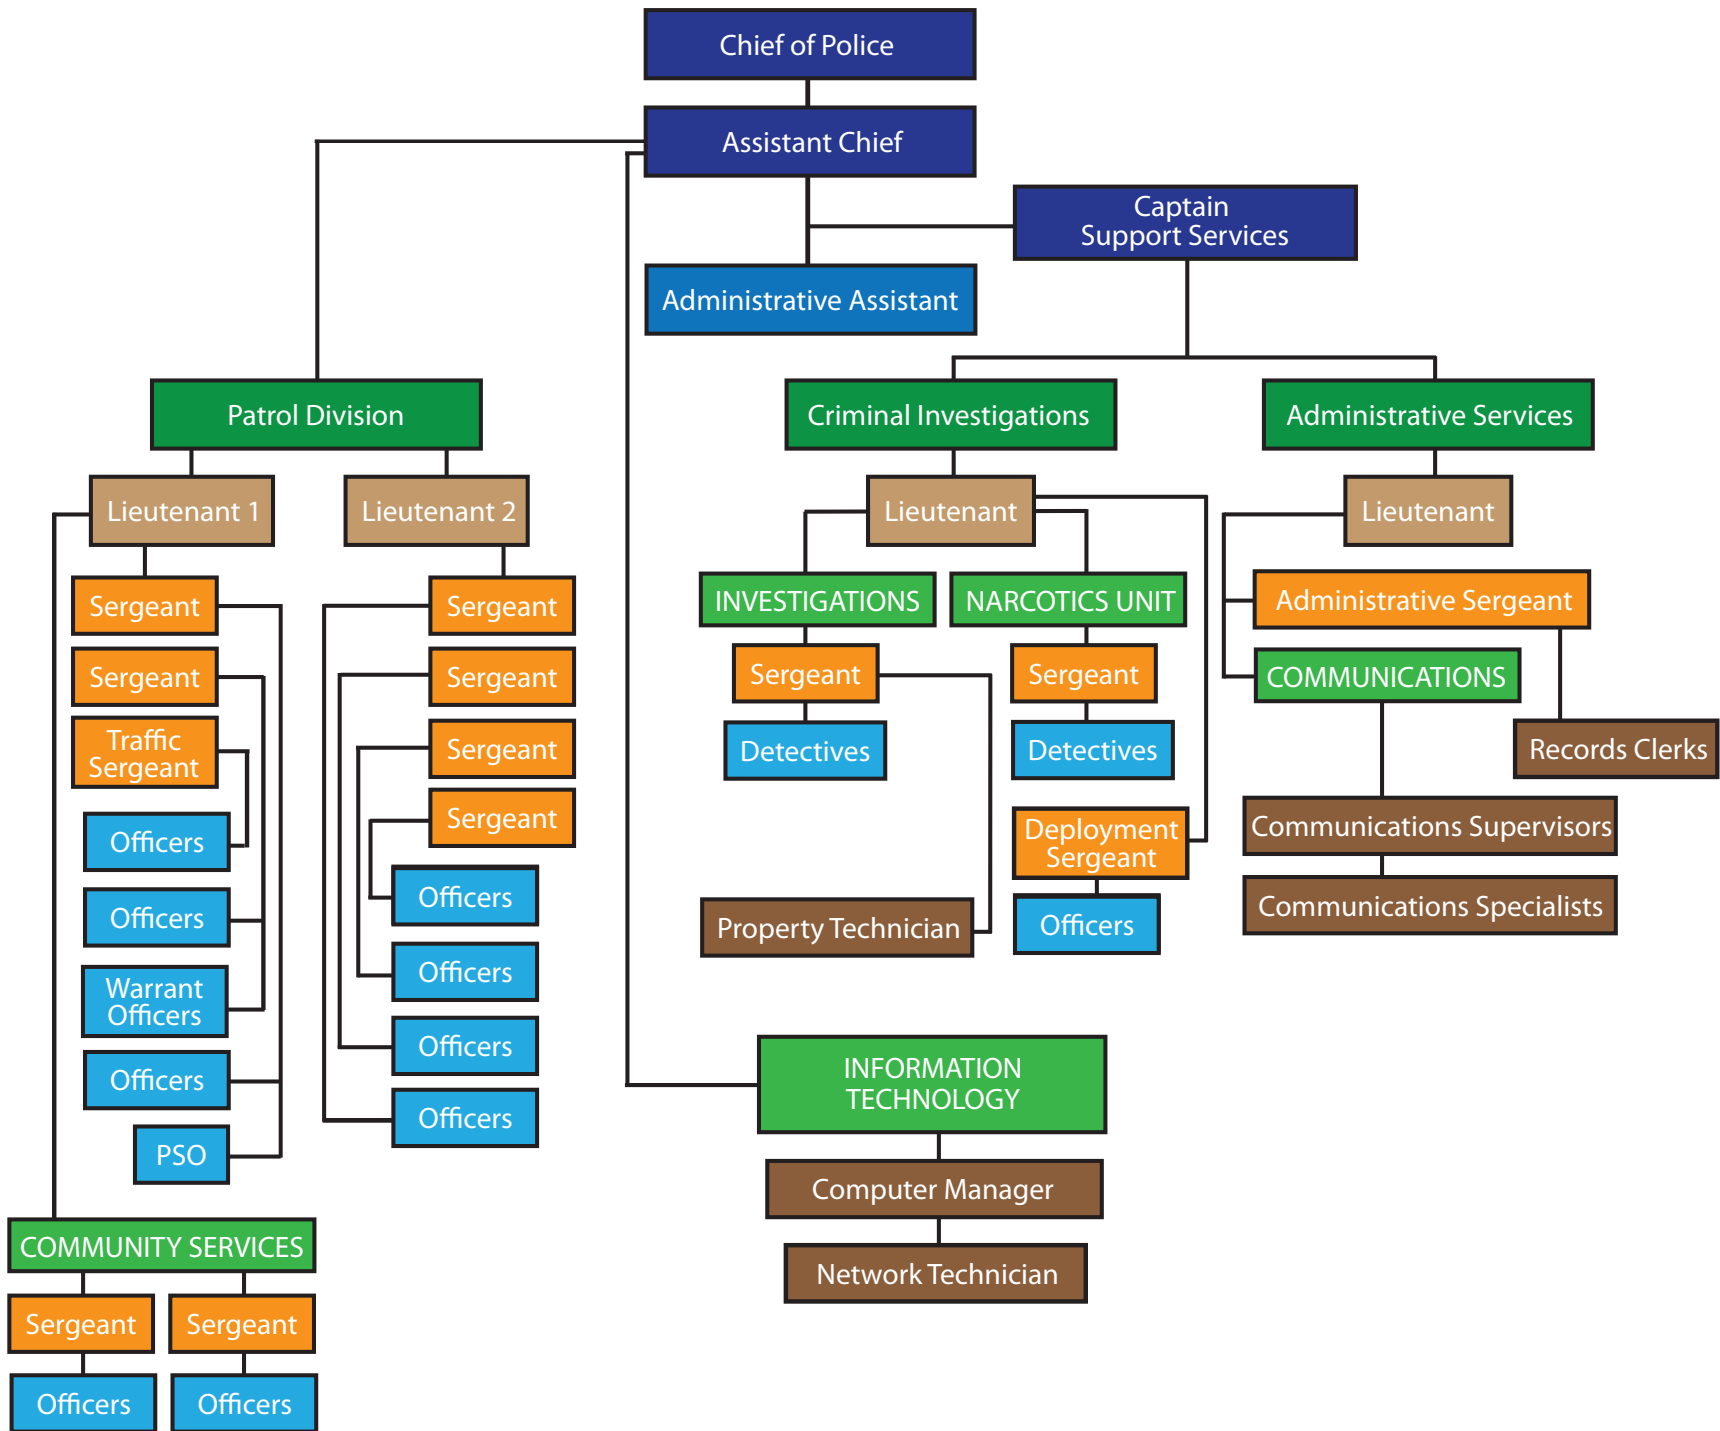 Chief of Police
Assistant Chief
Captain
Support Services
Administrative Assistant
Patrol Division
Criminal Investigations
Administrative Services
Lieutenant 1
Lieutenant 2
Lieutenant
Lieutenant
Sergeant
Sergeant
Traffic
Sergeant
Officers
Officers
Warrant
Officers
Officers
PSO
Sergeant
Sergeant
Sergeant
Sergeant
Officers
Officers
Officers
Officers
COMMUNITY SERVICES
Sergeant
Sergeant
Officers
Officers
INVESTIGATIONS
NARCOTICS UNIT
Sergeant
Sergeant
Detectives
Detectives
Deployment
Sergeant
Property Technician
Officers
Administrative Sergeant
COMMUNICATIONS
Records Clerks
Communications Supervisors
Communications Specialists
INFORMATION
TECHNOLOGY
Computer Manager
Network Technician